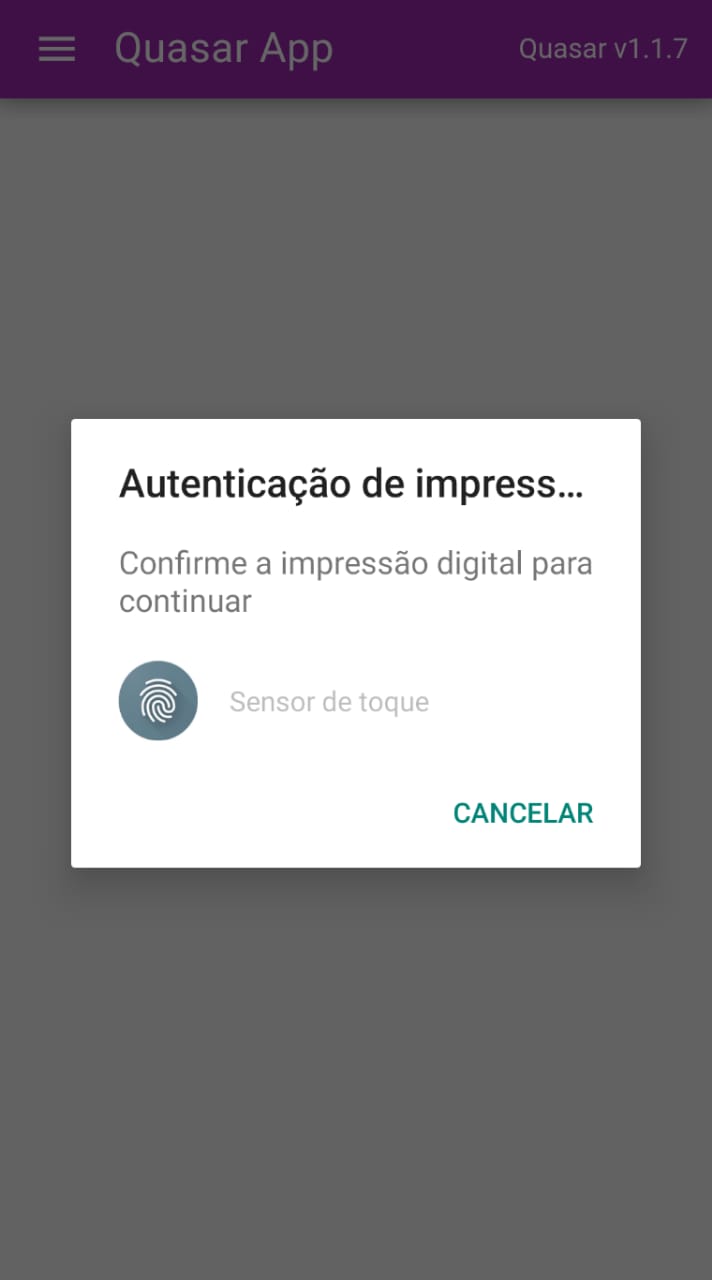 Quasar App
Quasar v1.1.7
Autenticação de impress...
Confirme a impressão digital para
continuar
Sensor de toque
CANCELAR